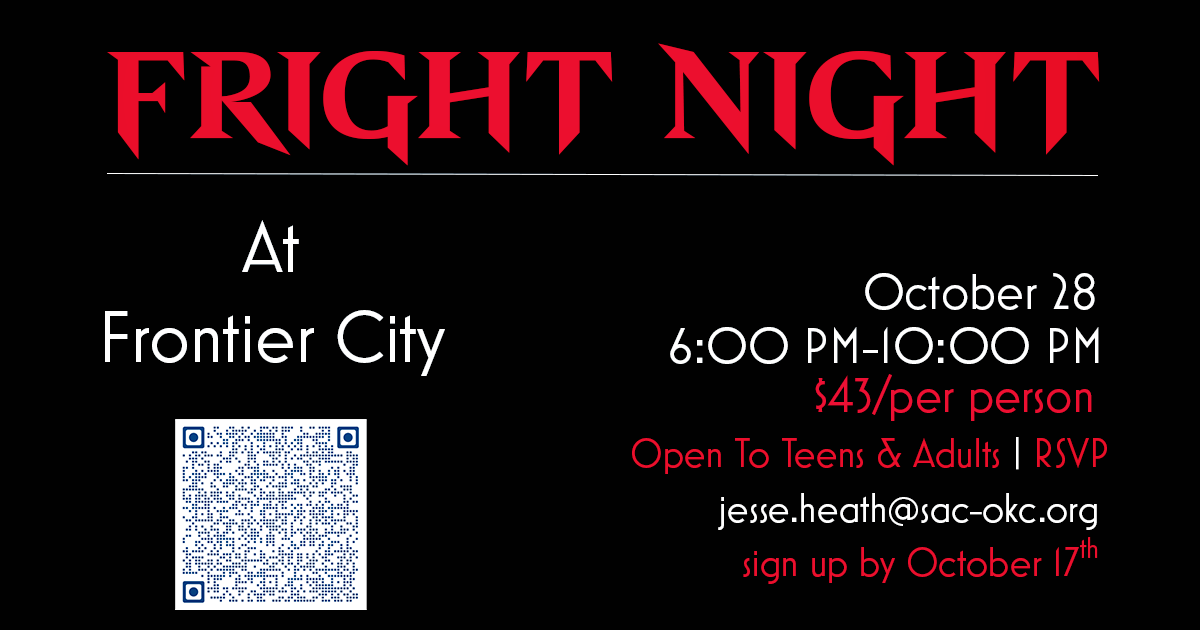 FRIGHT NIGHT
At
Frontier City
October 28
6:00 PM-10:00 PM
$43/per person
Open To Teens & Adults | RSVP
jesse.heath@sac-okc.org
sign up by October 17th